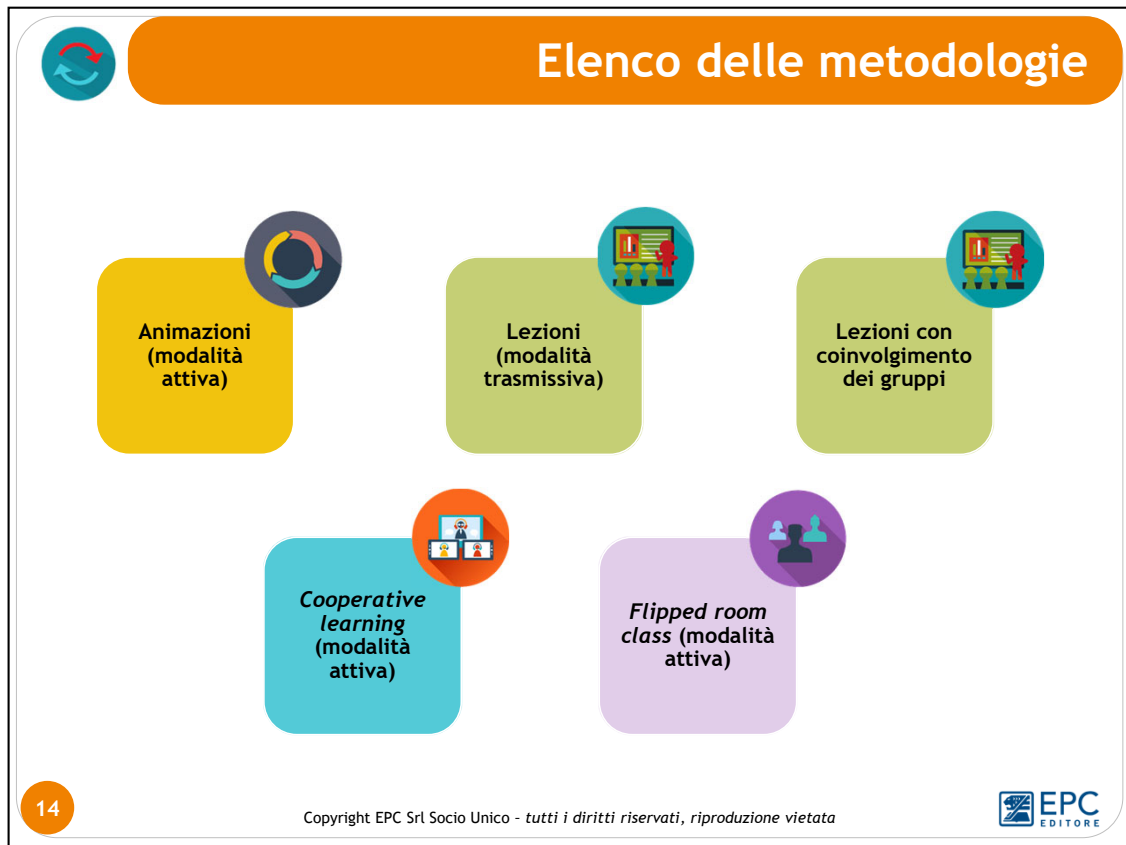 Elenco delle metodologie
Animazioni
(modalità
attiva)
Lezioni
(modalità
trasmissiva)
Lezioni con
coinvolgimento
dei gruppi
Cooperative
learning
(modalità
attiva)
Flipped room
class (modalità
attiva)
14
Copyright EPC Srl Socio Unico – tutti i diritti riservati, riproduzione vietata
EPC
EDITORE